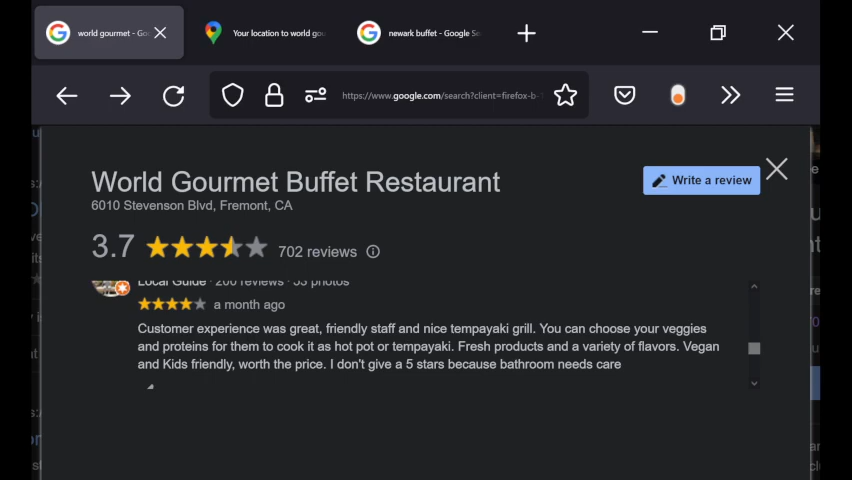 world gourmet - Goo
Your location to world gou
newark buffet - Google Se
https://www.google.com/search?client=firefox-b-1
World Gourmet Buffet Restaurant
Write a review
6010 Stevenson Blvd, Fremont, CA
3.7
702 reviews
Local Guide · 200 reviews · 53 photos
a month ago
Customer experience was great, friendly staff and nice tempayaki grill. You can choose your veggies
and proteins for them to cook it as hot pot or tempayaki. Fresh products and a variety of flavors. Vegan
and Kids friendly, worth the price. I don't give a 5 stars because bathroom needs care